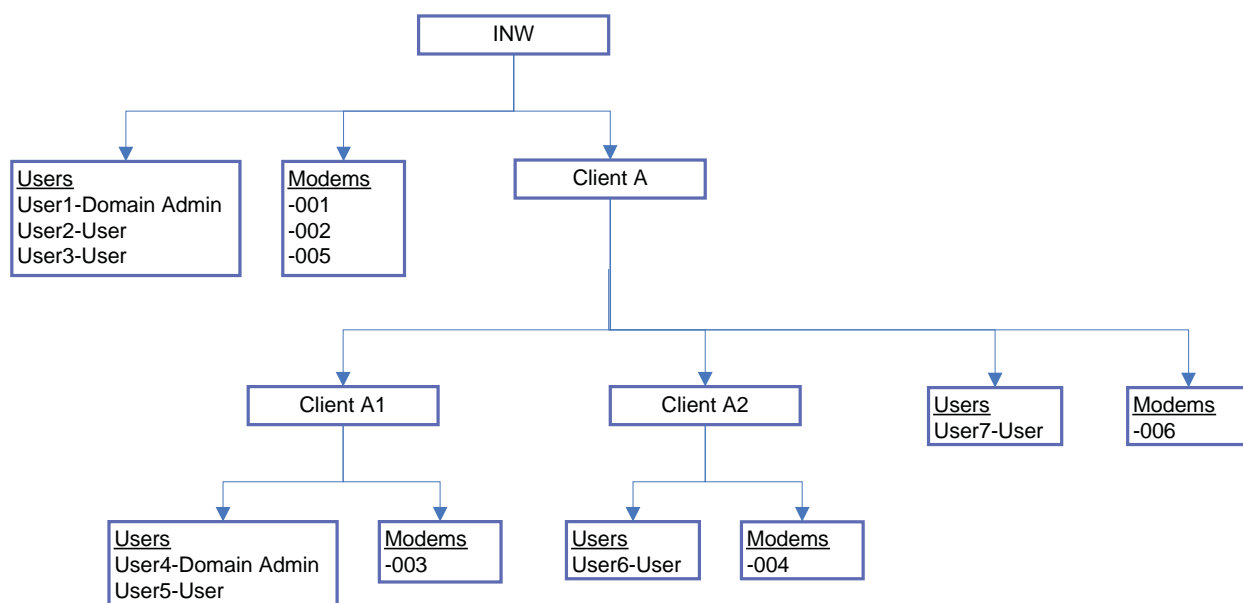 INW
Users
User1-Domain Admin
User2-User
User3-User
Modems
-001
-002
-005
Client A
Client A1
Client A2
Users
User7-User
Modems
-006
Users
User4-Domain Admin
User5-User
Modems
-003
Users
User6-User
Modems
-004